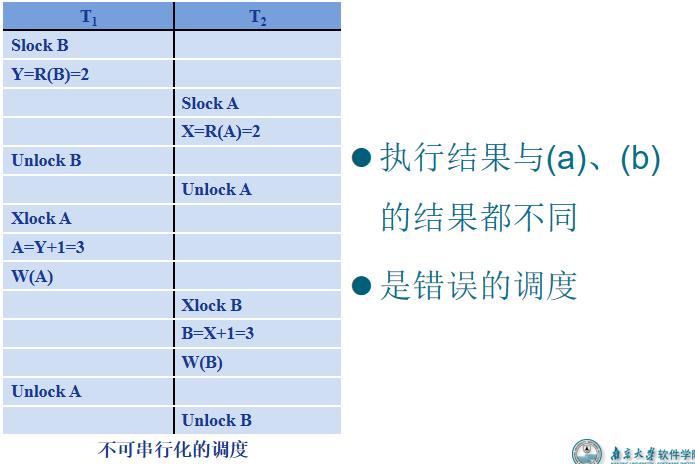 T1 T2
Slock B
Y=R(B)=2
Slock A
X=R(A)=2
Unlock B
Unlock A
Xlock A
A=Y+1=3
W(A)
Xlock B
B=X+1=3
W(B)
Unlock A
Unlock B
不可串行化的调度
执行结果与(a)、(b)
的结果都不同
是错误的调度
南京大学软件学院